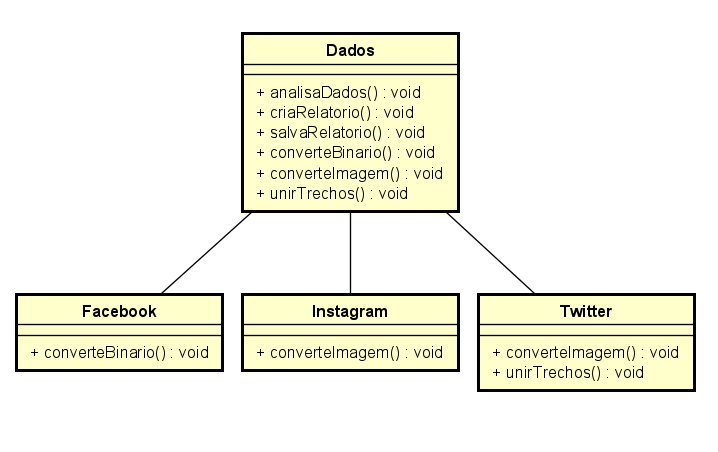 Dados
+ analisaDados() : void
+ criaRelatorio() : void
+ salvaRelatorio() : void
+ converteBinario() : void
+ converteImagem() : void
+ unirTrechos() : void
Facebook
+ converteBinario() : void
Instagram
+ converteImagem() : void
Twitter
+ converteImagem() : void
+ unirTrechos() : void